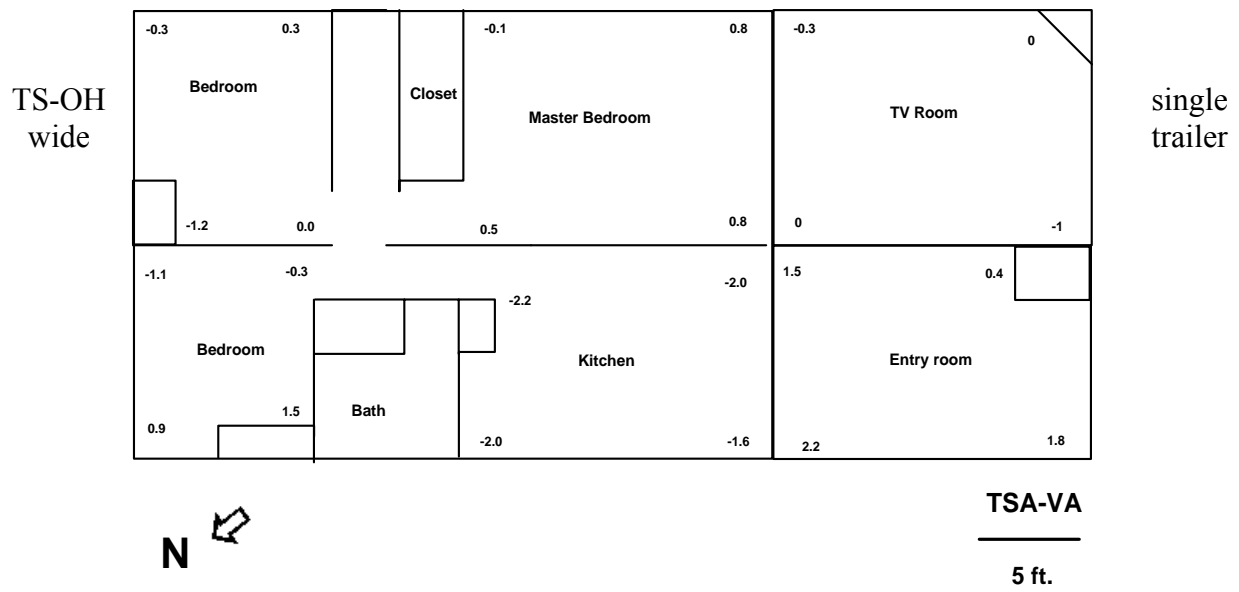 -0.3 0.3 -0.1 0.8 -0.3 0
TS-OH
wide
Bedroom
Closet
Master Bedroom
TV Room
single
trailer
-1.2 0.0 0.5 0.8 0 -1
-1.1 -0.3 -2.2 -2.0 1.5 0.4
Bedroom
Kitchen
Entry room
0.9 1.5
Bath
-2.0 -1.6 2.2 1.8
N
TSA-VA
5 ft.